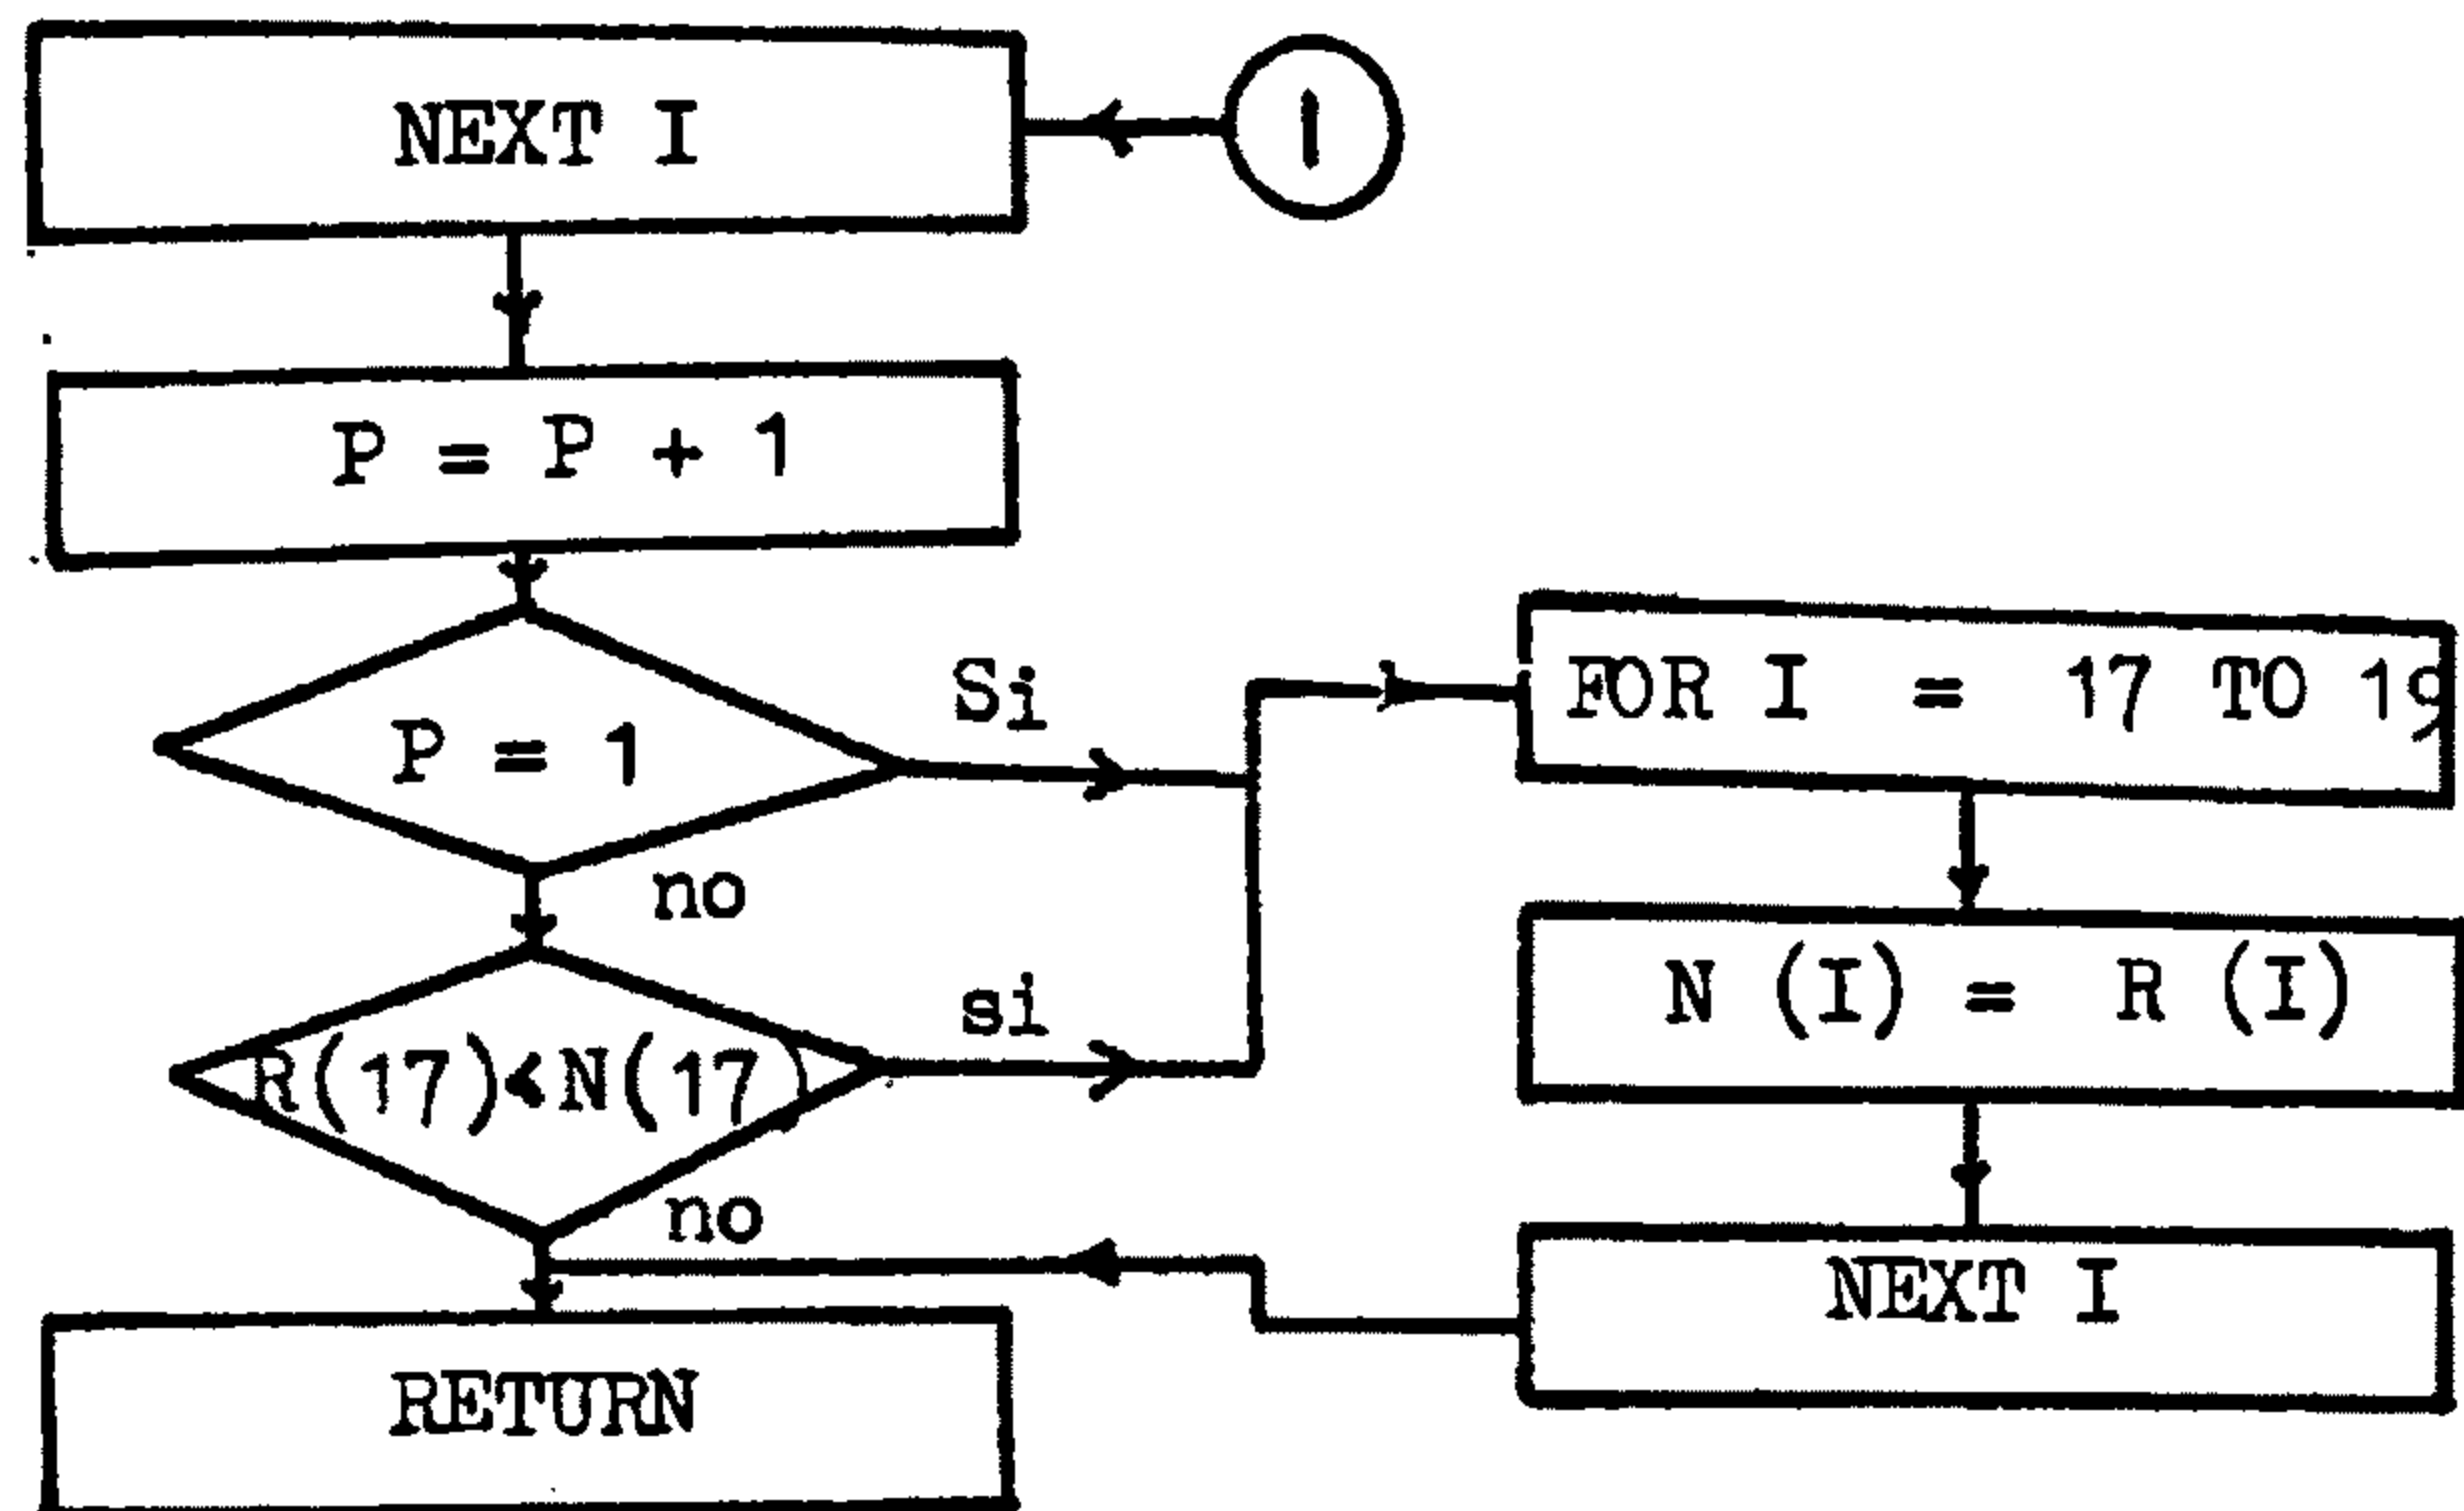 NEXT I
1
P = P + 1
P = 1
Si
no
R(17)<N(17)
si
no
RETURN
FOR I = 17 TO 19
N (I) = R (I)
NEXT I